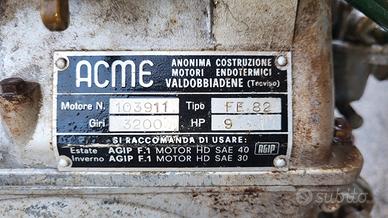 ACME
ANONIMA COSTRUZIONE
MOTORI ENDOTERMICI
VALDOBBIADENE (Treviso)
Motore N. 103911 Tipo FE 82
Giri 3200 HP 9
SI RACCOMANDA DI USARE:
Estate AGIP F.1 MOTOR HD SAE 40
Inverno AGIP F.1 MOTOR HD SAE 30
AGIP
subito